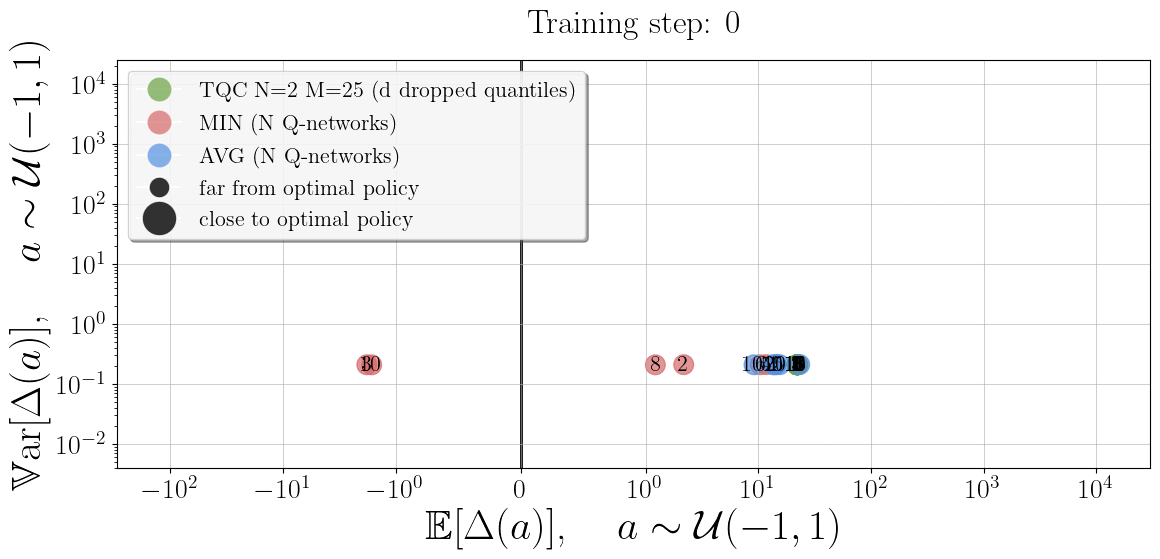 Training step: 0
𝕍ar[Δ(a)],   a ∼ 𝒰(−1, 1)
10⁴
10³
10²
10¹
10⁰
10⁻¹
10⁻²
TQC N=2 M=25 (d dropped quantiles)
MIN (N Q-networks)
AVG (N Q-networks)
far from optimal policy
close to optimal policy
8 2
−10² −10¹ −10⁰ 0 10⁰ 10¹ 10² 10³ 10⁴
𝔼[Δ(a)],   a ∼ 𝒰(−1, 1)